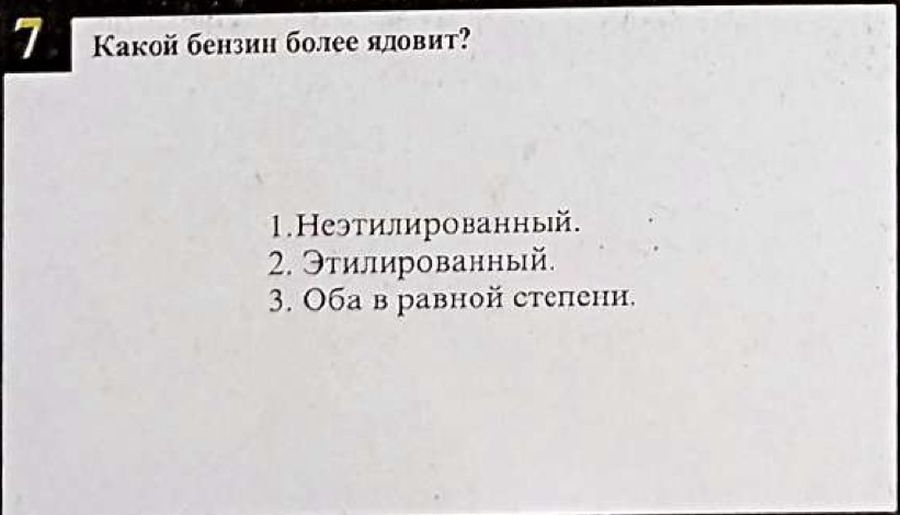 7 Какой бензин более ядовит?
1.Неэтилированный.
2. Этилированный.
3. Оба в равной степени.